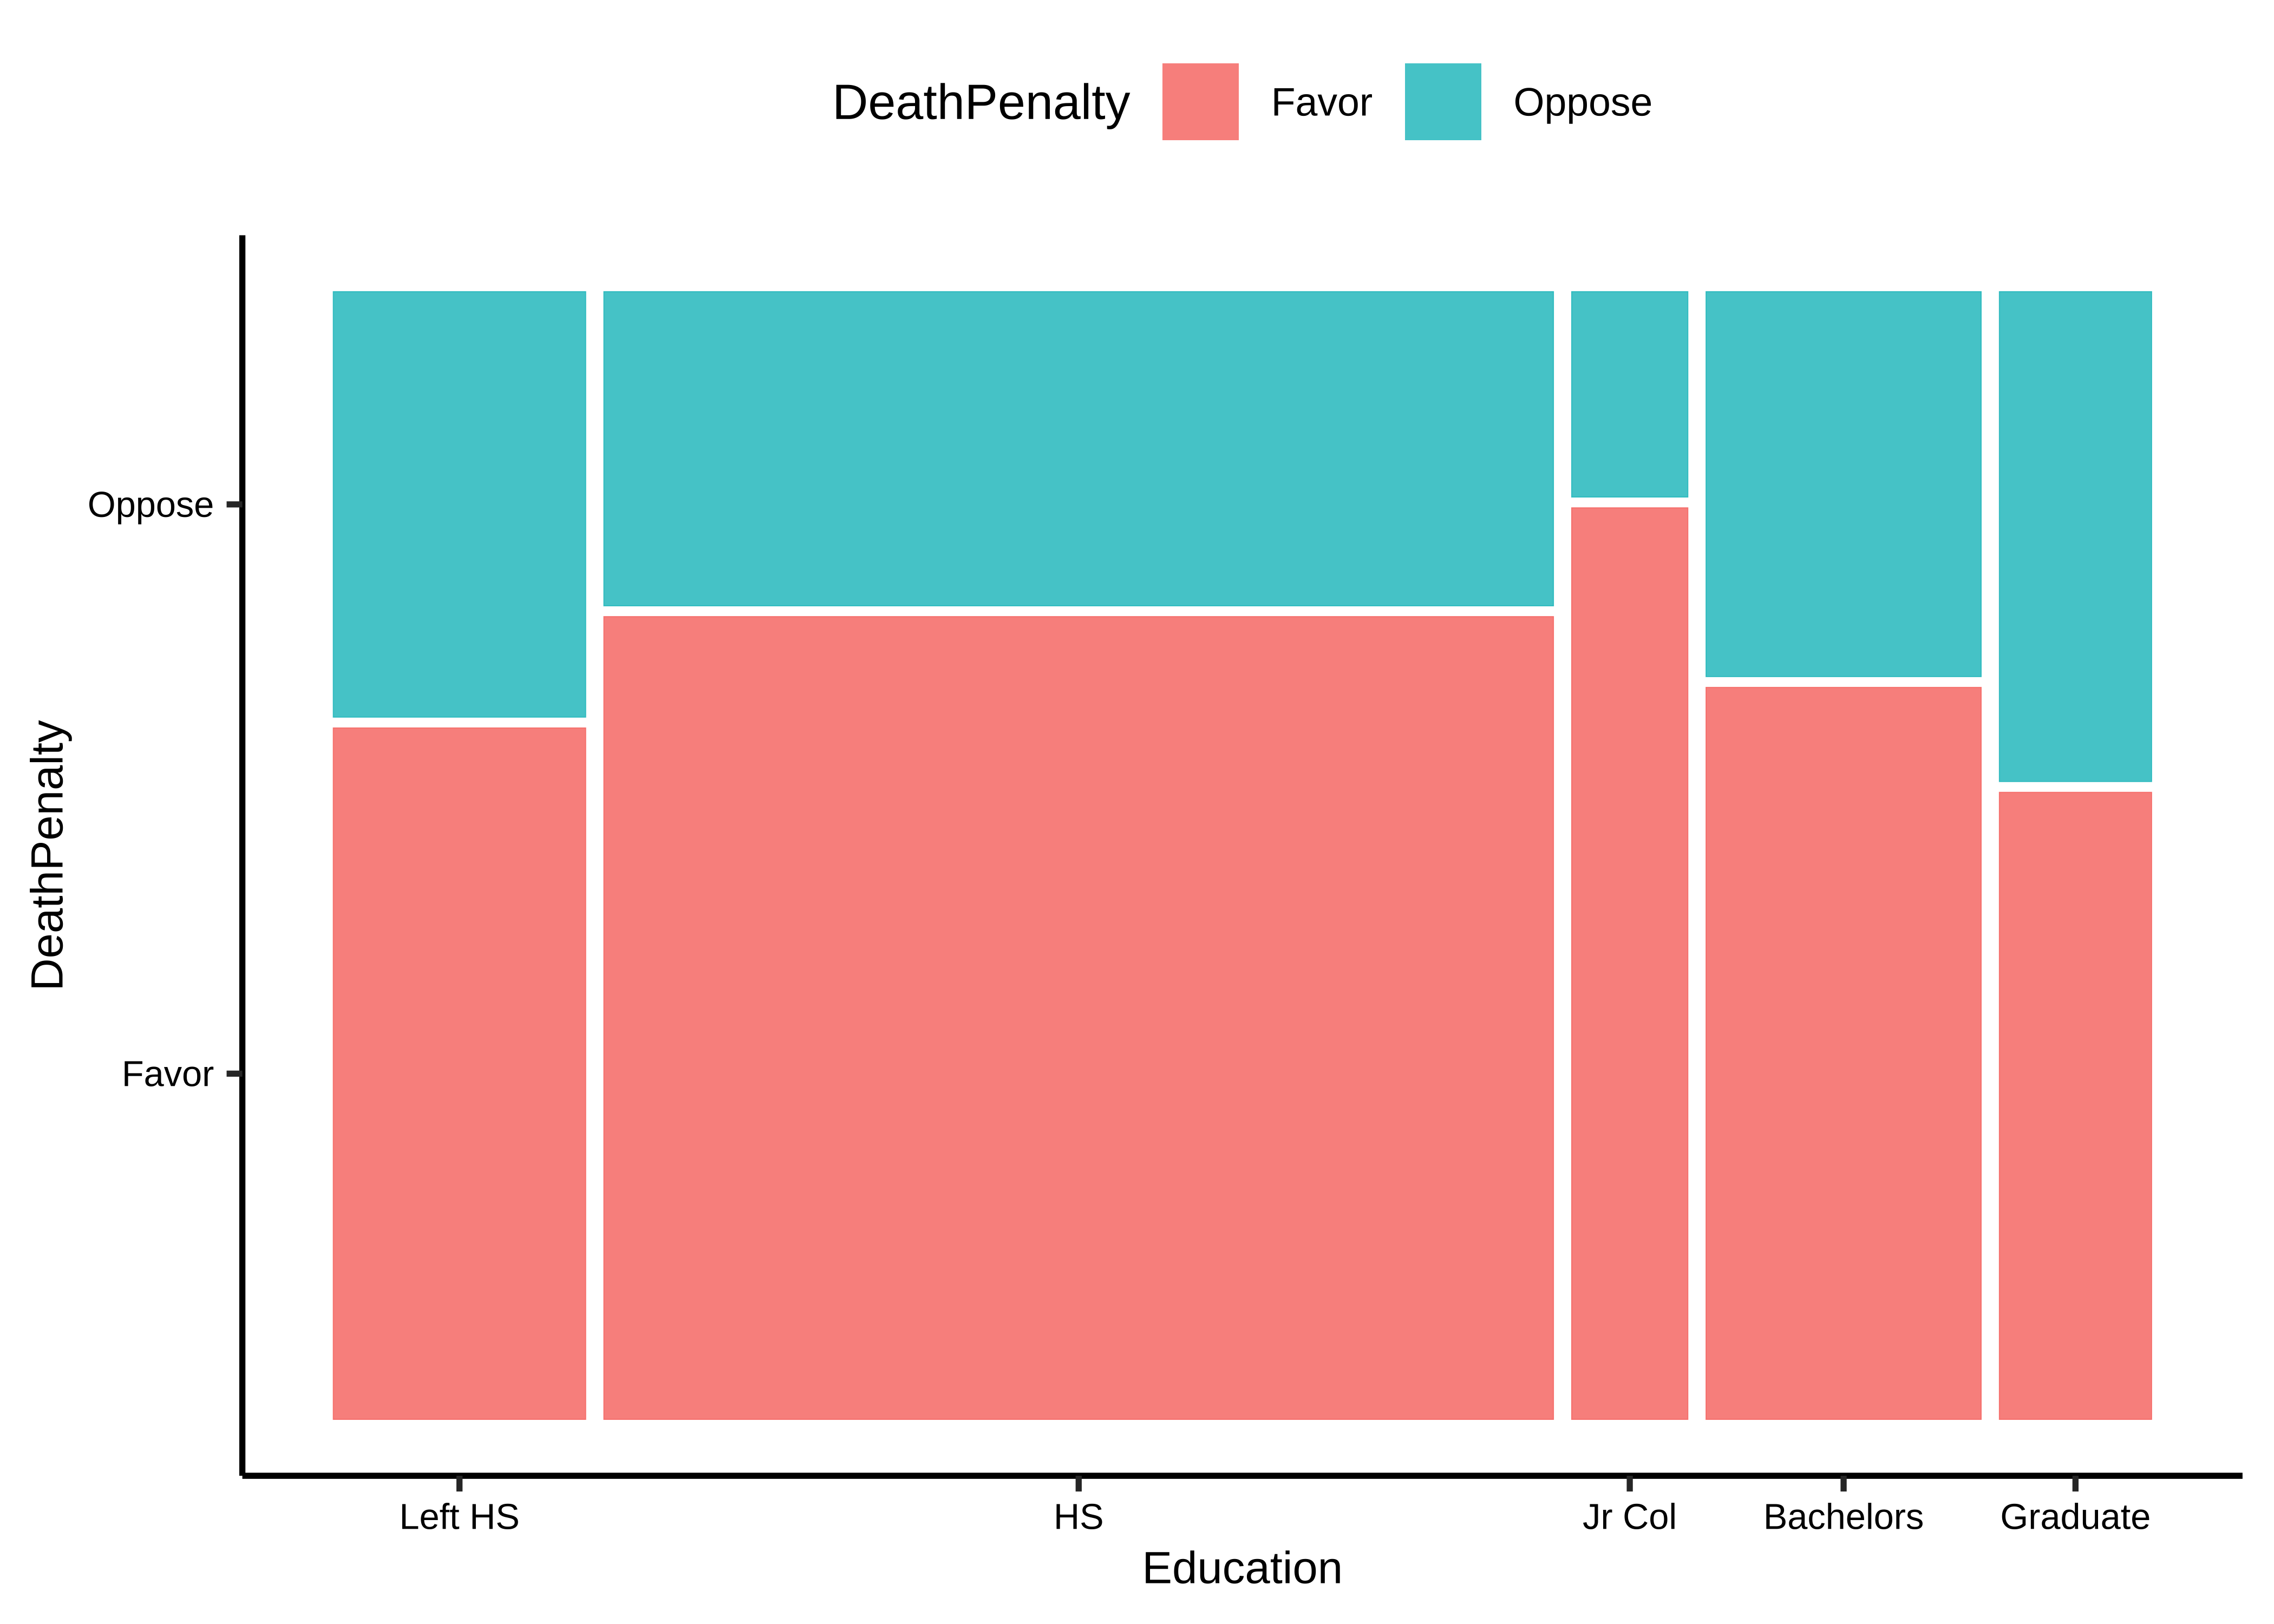 DeathPenalty Favor Oppose
Oppose
DeathPenalty
Favor
Left HS HS Jr Col Bachelors Graduate
Education